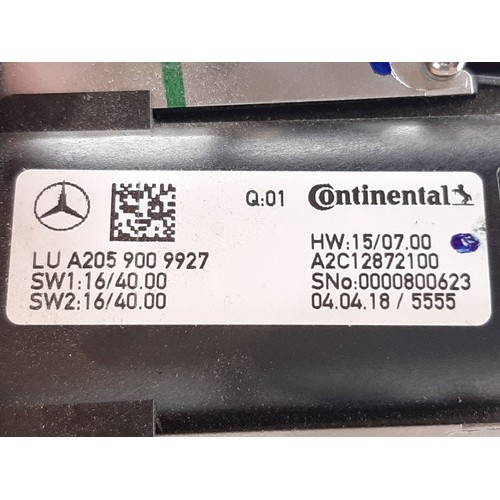 Q:01 Continental
LU A205 900 9927
SW1:16/40.00
SW2:16/40.00
HW:15/07.00
A2C12872100
SNo:0000800623
04.04.18 / 5555